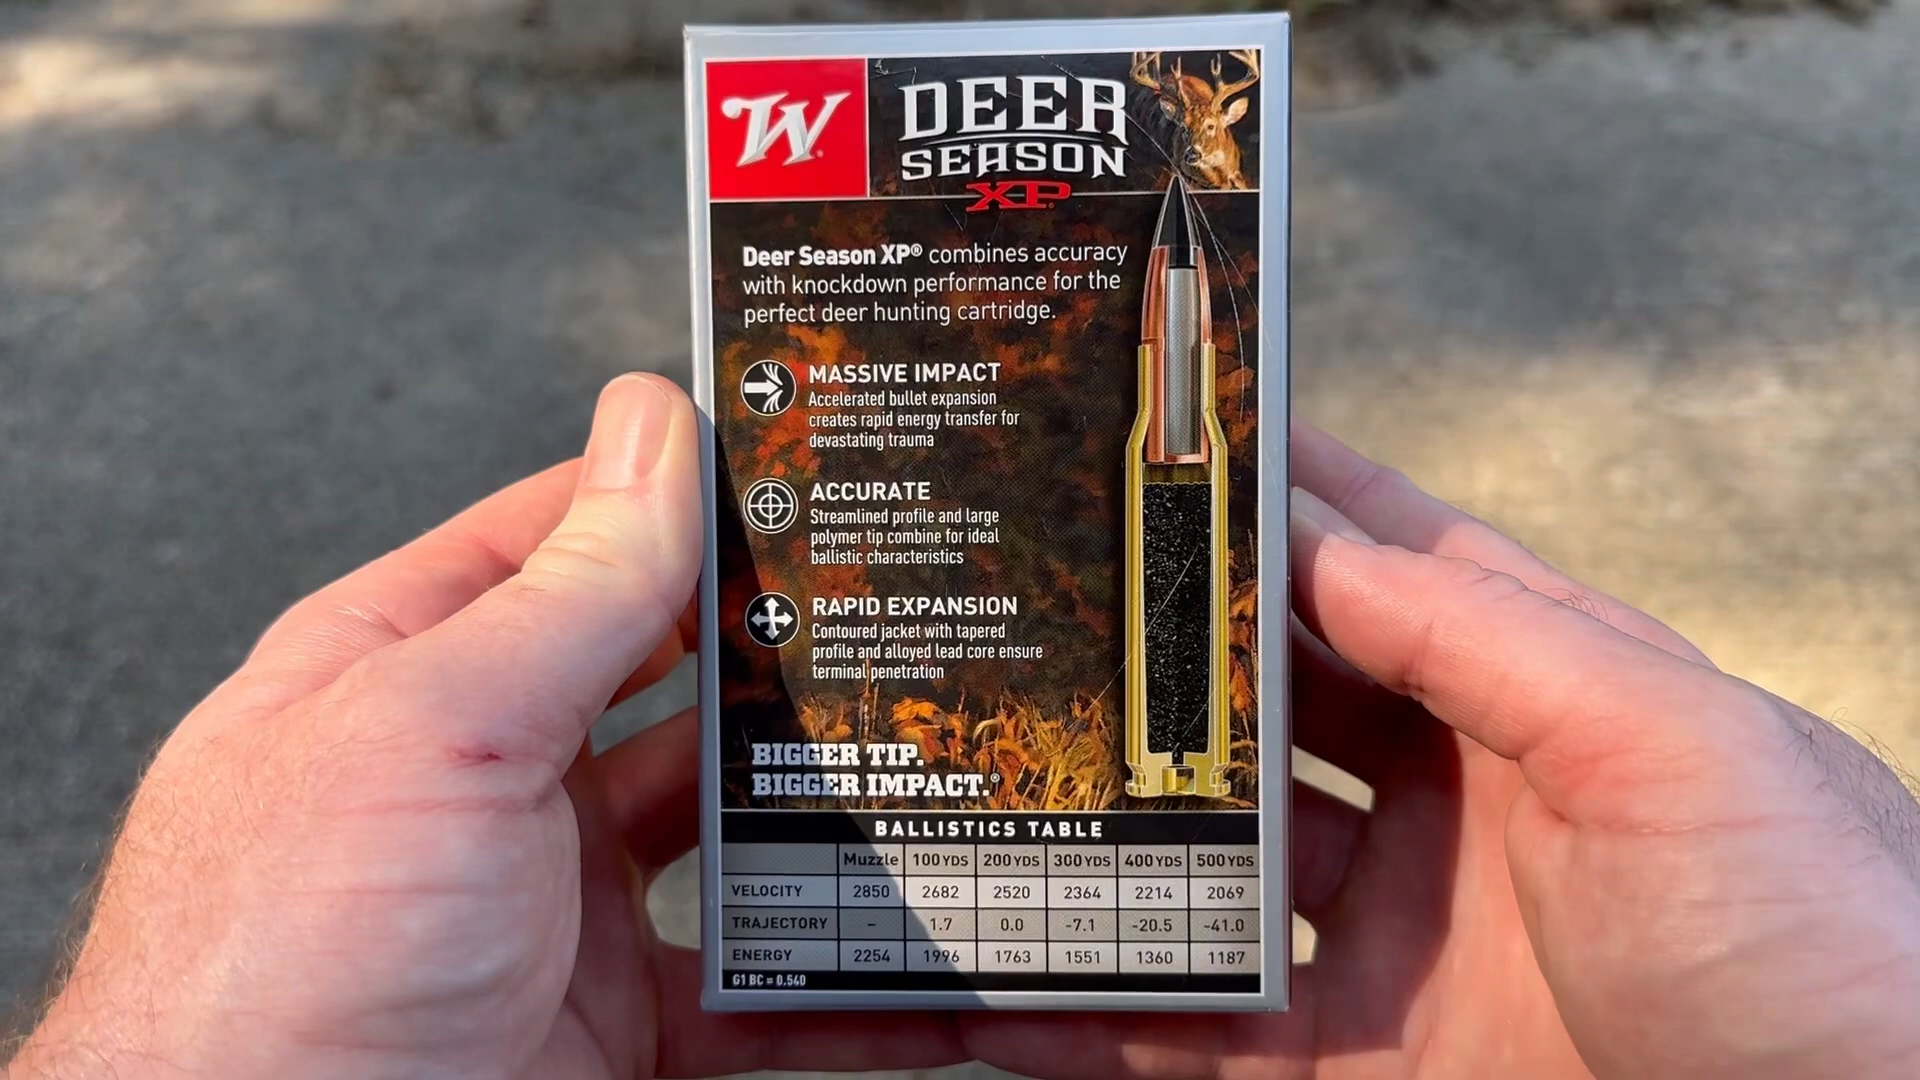 W
DEER
SEASON
XP®
Deer Season XP® combines accuracy
with knockdown performance for the
perfect deer hunting cartridge.
MASSIVE IMPACT
Accelerated bullet expansion
creates rapid energy transfer for
devastating trauma
ACCURATE
Streamlined profile and large
polymer tip combine for ideal
ballistic characteristics
RAPID EXPANSION
Contoured jacket with tapered
profile and alloyed lead core ensure
terminal penetration
BIGGER TIP.
BIGGER IMPACT.®
BALLISTICS TABLE
Muzzle 100 YDS 200 YDS 300 YDS 400 YDS 500 YDS
VELOCITY 2850 2682 2520 2364 2214 2069
TRAJECTORY – 1.7 0.0 -7.1 -20.5 -41.0
ENERGY 2254 1996 1763 1551 1360 1187
G1 BC = 0.540